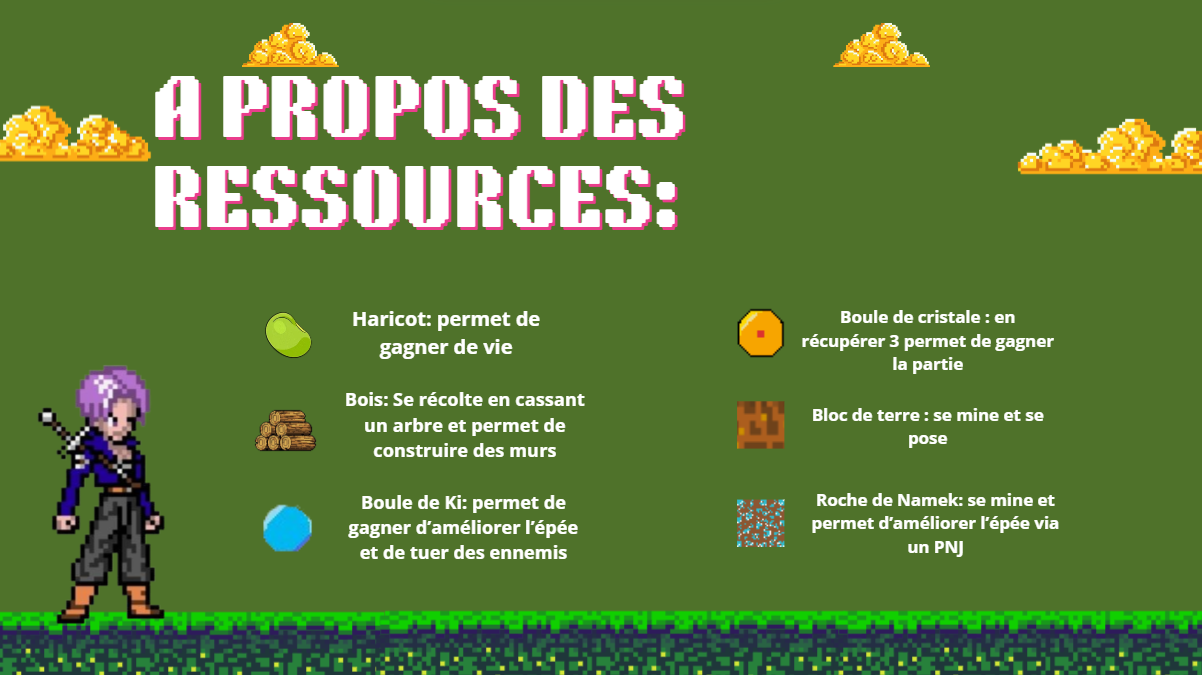 A PROPOS DES
RESSOURCES:
Haricot: permet de
gagner de vie
Bois: Se récolte en cassant
un arbre et permet de
construire des murs
Boule de Ki: permet de
gagner d’améliorer l’épée
et de tuer des ennemis
Boule de cristale : en
récupérer 3 permet de gagner
la partie
Bloc de terre : se mine et se
pose
Roche de Namek: se mine et
permet d’améliorer l’épée via
un PNJ